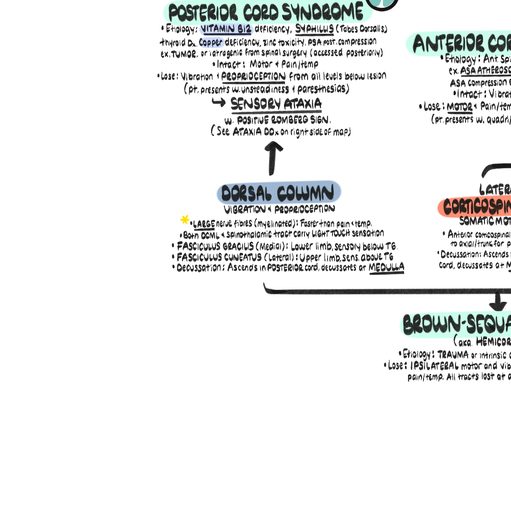 POSTERIOR CORD SYNDROME
• Etiology: VITAMIN B12 deficiency, SYPHILIS (Tabes Dorsalis)
thyroid Dx, Copper deficiency, zinc toxicity, PSA post. compression
ex. TUMOR, or iatrogenic from spinal surgery (accessed posteriorly)
• Intact: Motor & Pain/temp
• Lose: Vibration & PROPRIOCEPTION from all levels below lesion
(pt. presents w. unsteadiness & paresthesias)
↳ SENSORY ATAXIA
w. POSITIVE ROMBERG SIGN.
(See ATAXIA DDx on right side of map)
DORSAL COLUMN
VIBRATION & PROPRIOCEPTION
* • LARGE nerve fibres (myelinated): Faster than pain & temp.
• Both DCML & Spinothalamic tract carry LIGHT TOUCH sensation
• FASCICULUS GRACILIS (Medial): Lower limb, sensory below T6
• FASCICULUS CUNEATUS (Lateral): Upper limb, sens. above T6
• Decussation: Ascends in POSTERIOR cord, decussates at MEDULLA
ANTERIOR COR
• Etiology: Ant. Sp
ex. ASA ATHEROSC
ASA compression
• Intact: Vibrat
• Lose: MOTOR & Pain/tem
(pt. presents w. quadri/
LATER
CORTICOSPIN
SOMATIC MOT
• Anterior corticospinal
to axial/trunk for p
• Decussation: Ascends
cord, decussates at M
BROWN-SEQUA
(aka HEMICOR
• Etiology: TRAUMA or intrinsic
• Lose: IPSILATERAL motor and vib
pain/temp. All tracts lost at